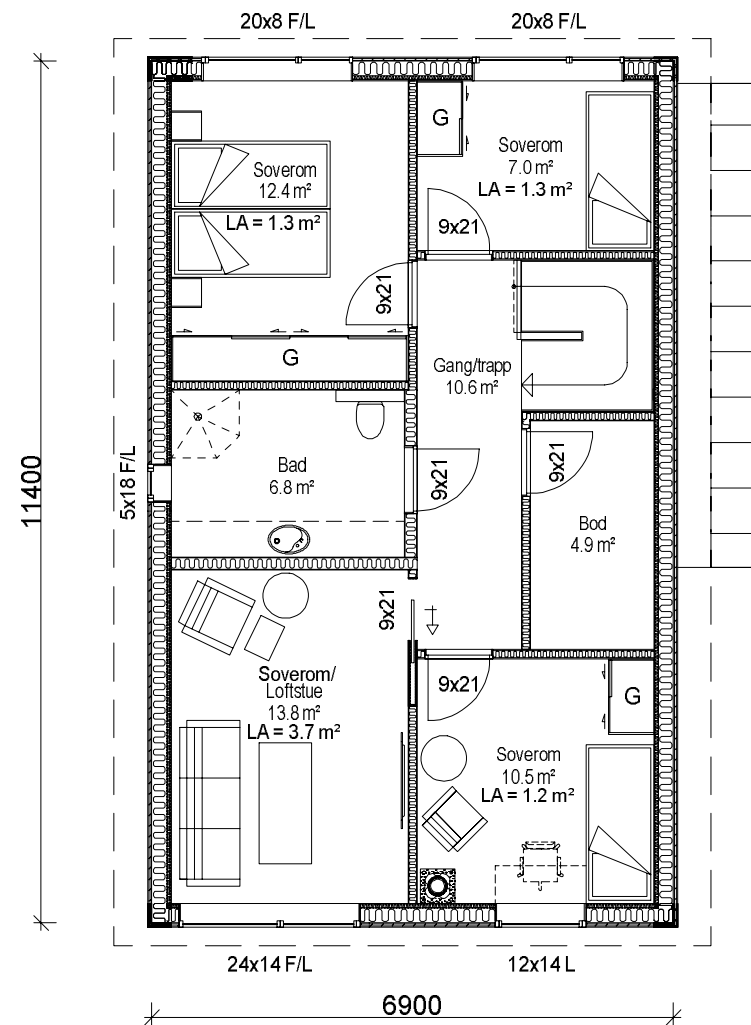 20x8 F/L
20x8 F/L
G
Soverom
7.0 m²
LA = 1.3 m²
Soverom
12.4 m²
LA = 1.3 m²
9x21
9x21
G
Gang/trapp
10.6 m²
Bad
6.8 m²
9x21
9x21
5x18 F/L
11400
Bod
4.9 m²
9x21
Soverom/
Loftstue
13.8 m²
LA = 3.7 m²
9x21
G
Soverom
10.5 m²
LA = 1.2 m²
24x14 F/L
12x14 L
6900